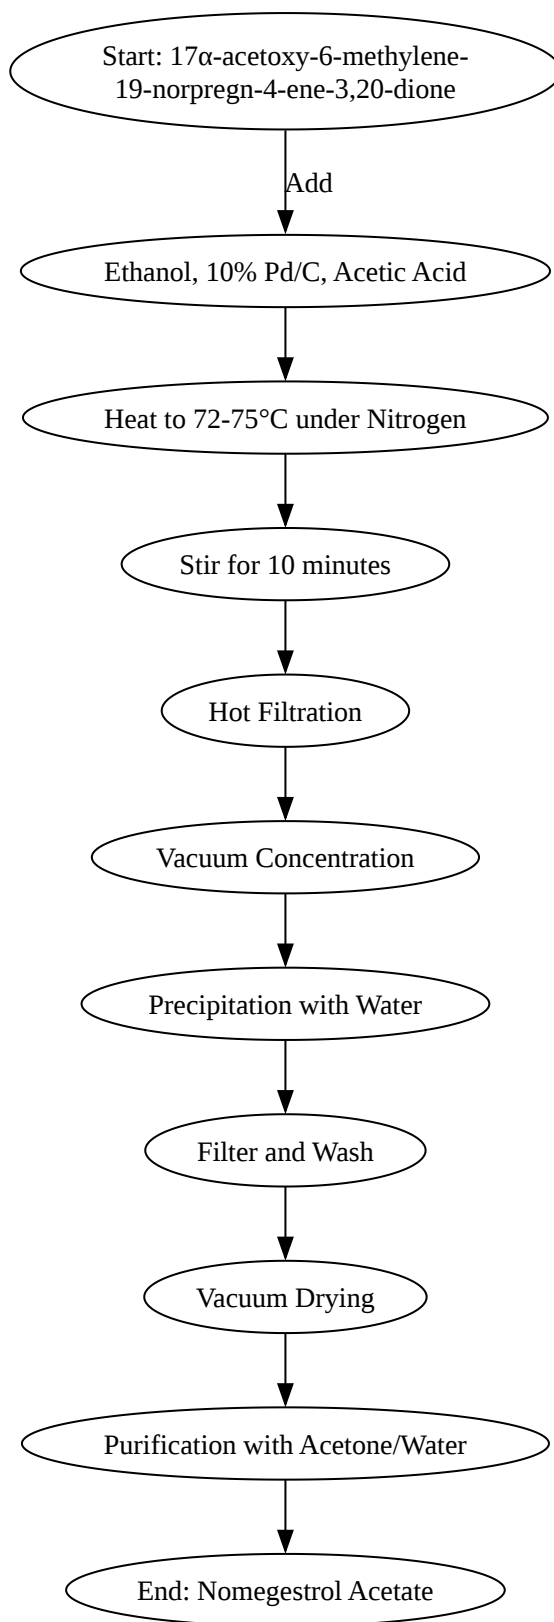 Start: 17α-acetoxy-6-methylene-
19-norpregn-4-ene-3,20-dione
Add
Ethanol, 10% Pd/C, Acetic Acid
Heat to 72-75°C under Nitrogen
Stir for 10 minutes
Hot Filtration
Vacuum Concentration
Precipitation with Water
Filter and Wash
Vacuum Drying
Purification with Acetone/Water
End: Nomegestrol Acetate